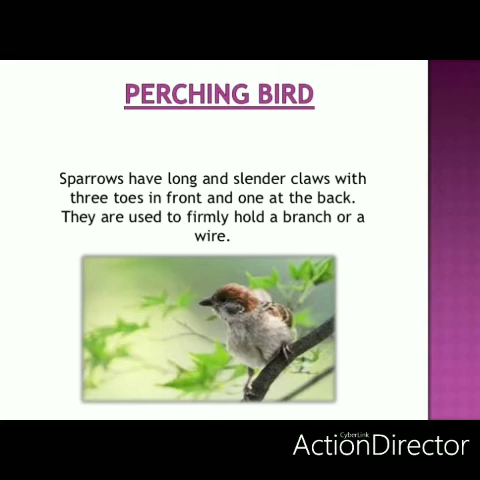 PERCHING BIRD
Sparrows have long and slender claws with
three toes in front and one at the back.
They are used to firmly hold a branch or a
wire.
CyberLink
ActionDirector